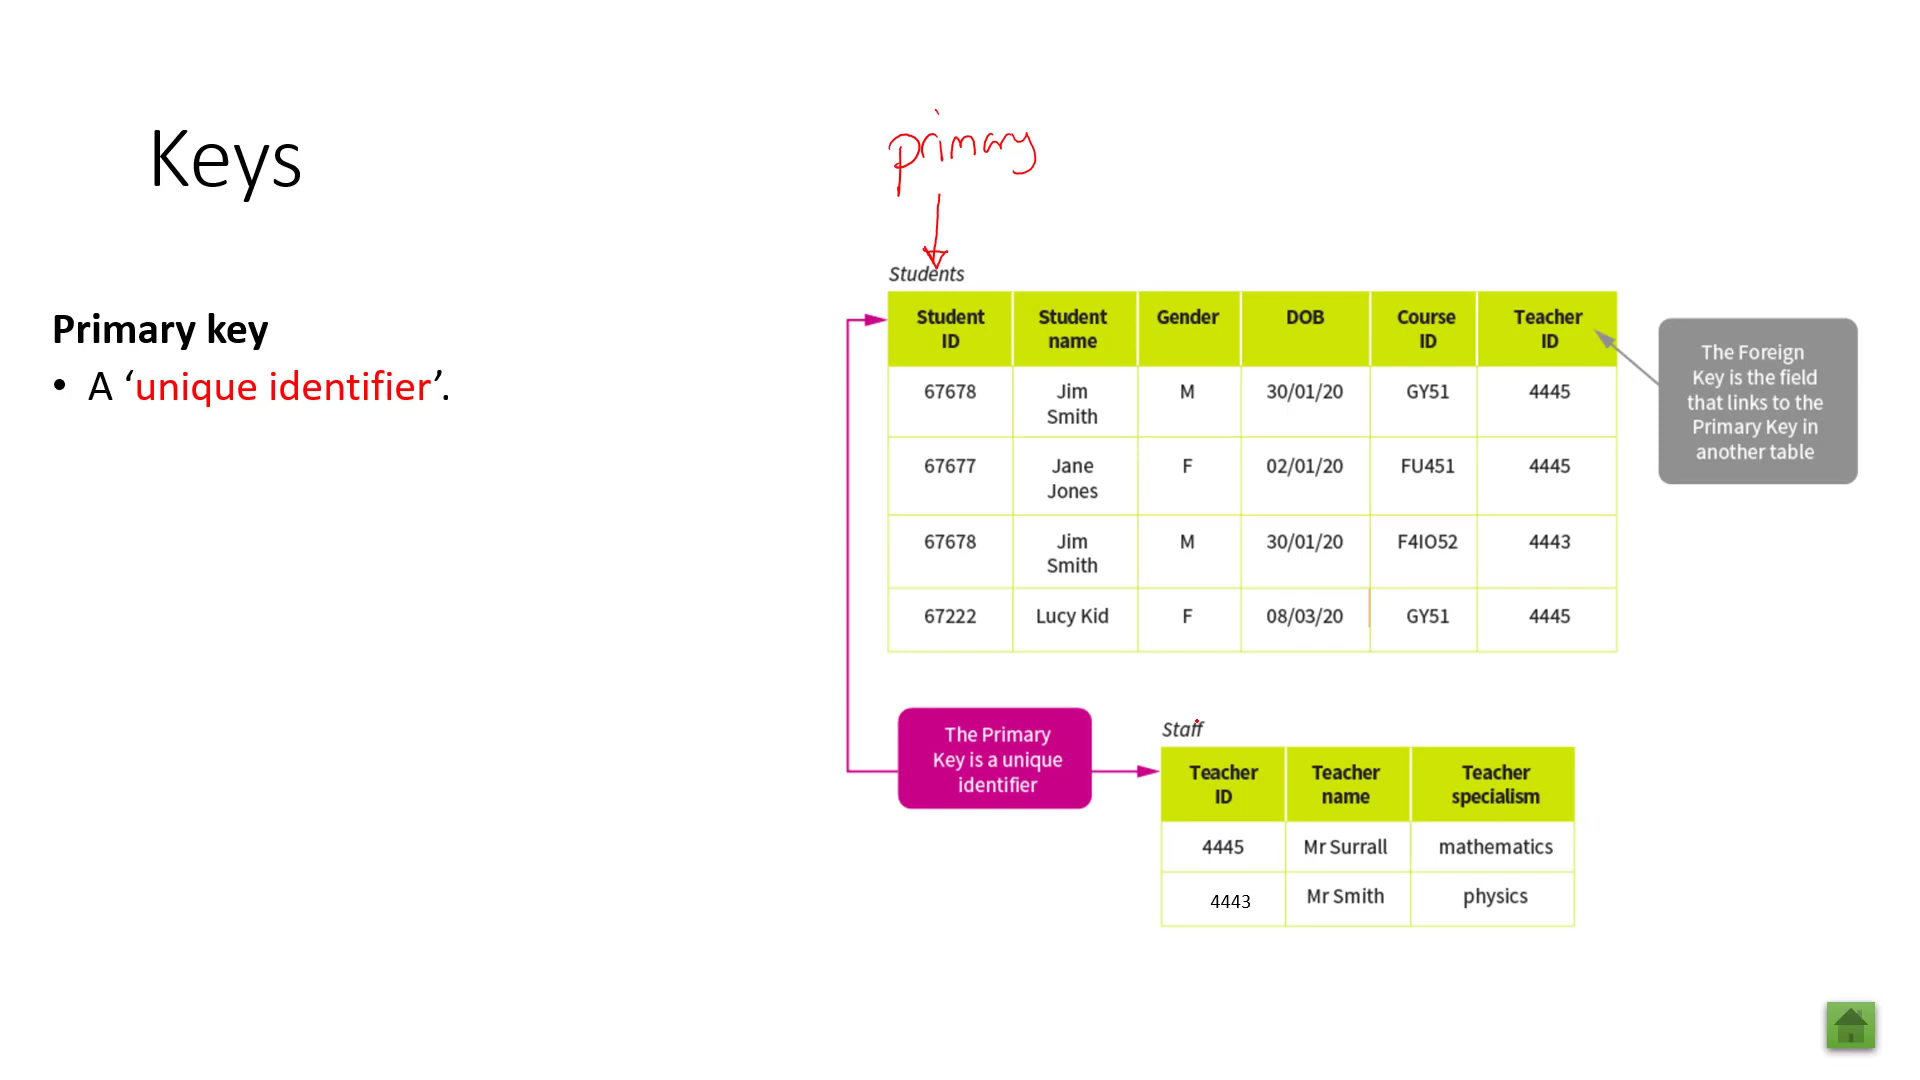 Keys
primary
Primary key
• A ‘unique identifier’.
Students
Student ID | Student name | Gender | DOB | Course ID | Teacher ID
67678 | Jim Smith | M | 30/01/20 | GY51 | 4445
67677 | Jane Jones | F | 02/01/20 | FU451 | 4445
67678 | Jim Smith | M | 30/01/20 | F4IO52 | 4443
67222 | Lucy Kid | F | 08/03/20 | GY51 | 4445
The Foreign
Key is the field
that links to the
Primary Key in
another table
The Primary
Key is a unique
identifier
Staff
Teacher ID | Teacher name | Teacher specialism
4445 | Mr Surrall | mathematics
4443 | Mr Smith | physics